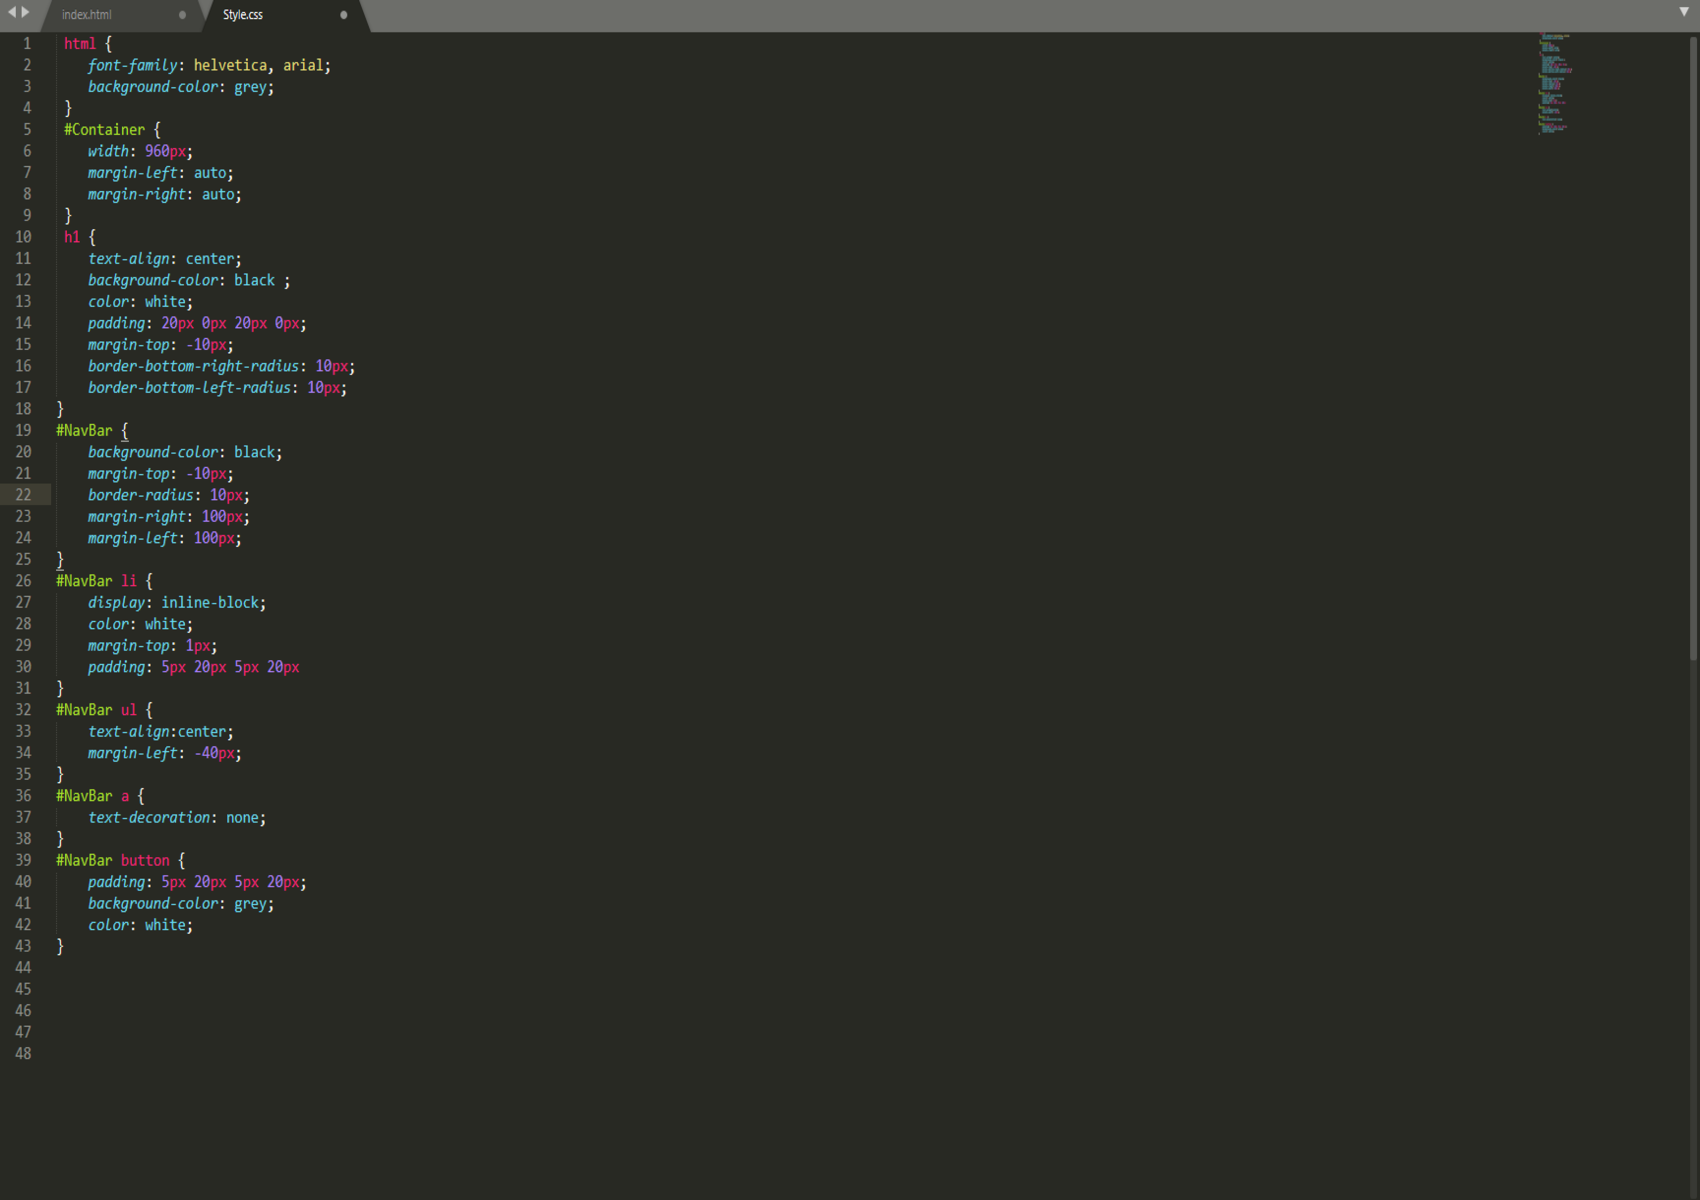 index.html Style.css
1 html {
2 font-family: helvetica, arial;
3 background-color: grey;
4 }
5 #Container {
6 width: 960px;
7 margin-left: auto;
8 margin-right: auto;
9 }
10 h1 {
11 text-align: center;
12 background-color: black ;
13 color: white;
14 padding: 20px 0px 20px 0px;
15 margin-top: -10px;
16 border-bottom-right-radius: 10px;
17 border-bottom-left-radius: 10px;
18 }
19 #NavBar {
20 background-color: black;
21 margin-top: -10px;
22 border-radius: 10px;
23 margin-right: 100px;
24 margin-left: 100px;
25 }
26 #NavBar li {
27 display: inline-block;
28 color: white;
29 margin-top: 1px;
30 padding: 5px 20px 5px 20px
31 }
32 #NavBar ul {
33 text-align:center;
34 margin-left: -40px;
35 }
36 #NavBar a {
37 text-decoration: none;
38 }
39 #NavBar button {
40 padding: 5px 20px 5px 20px;
41 background-color: grey;
42 color: white;
43 }
44
45
46
47
48